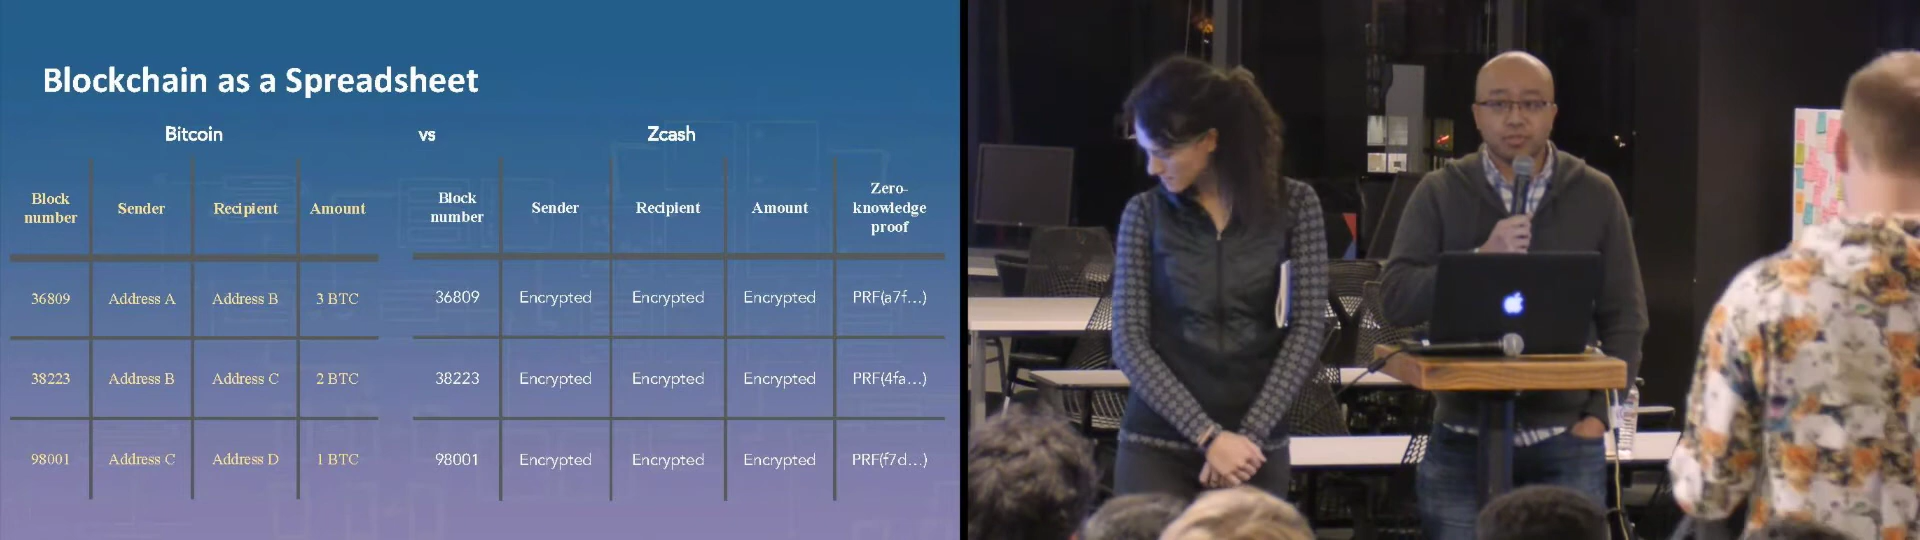 Blockchain as a Spreadsheet
Bitcoin vs Zcash
Block number Sender Recipient Amount
36809 Address A Address B 3 BTC
38223 Address B Address C 2 BTC
98001 Address C Address D 1 BTC
Block number Sender Recipient Amount Zero-knowledge proof
36809 Encrypted Encrypted Encrypted PRF(a7f...)
38223 Encrypted Encrypted Encrypted PRF(4fa...)
98001 Encrypted Encrypted Encrypted PRF(f7d...)